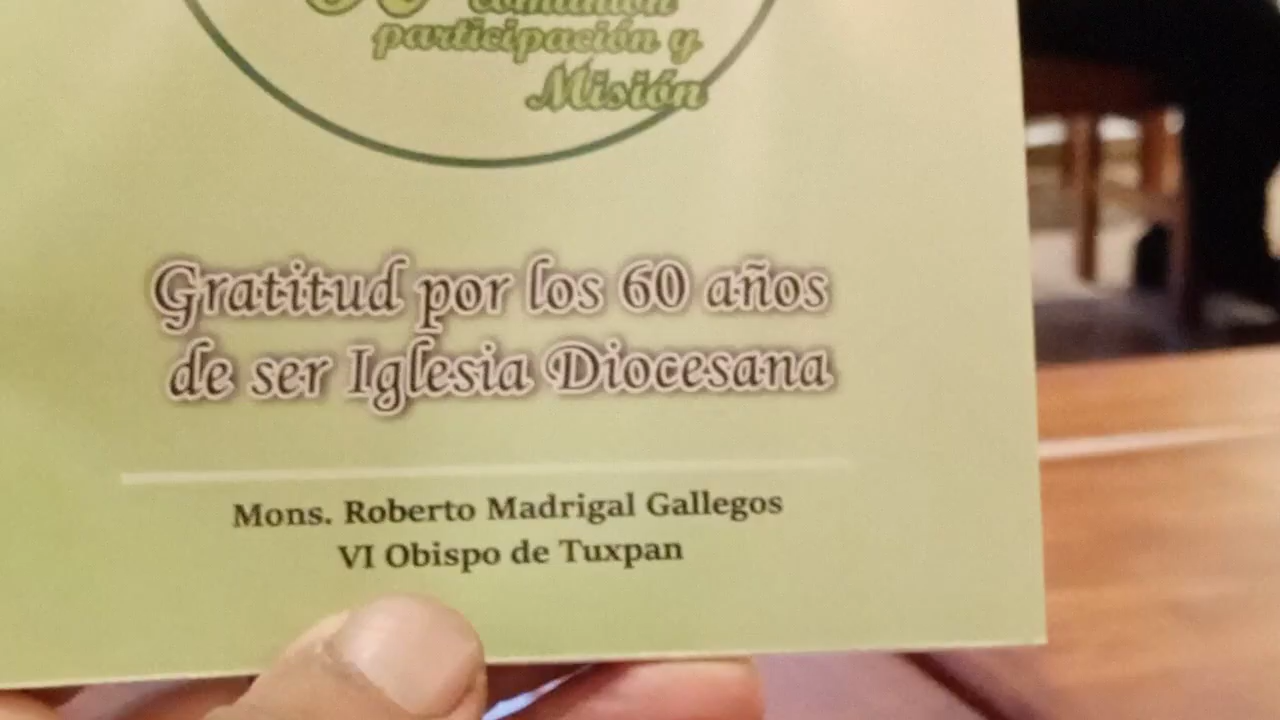 comunión
participación y
Misión
Gratitud por los 60 años
de ser Iglesia Diocesana
Mons. Roberto Madrigal Gallegos
VI Obispo de Tuxpan